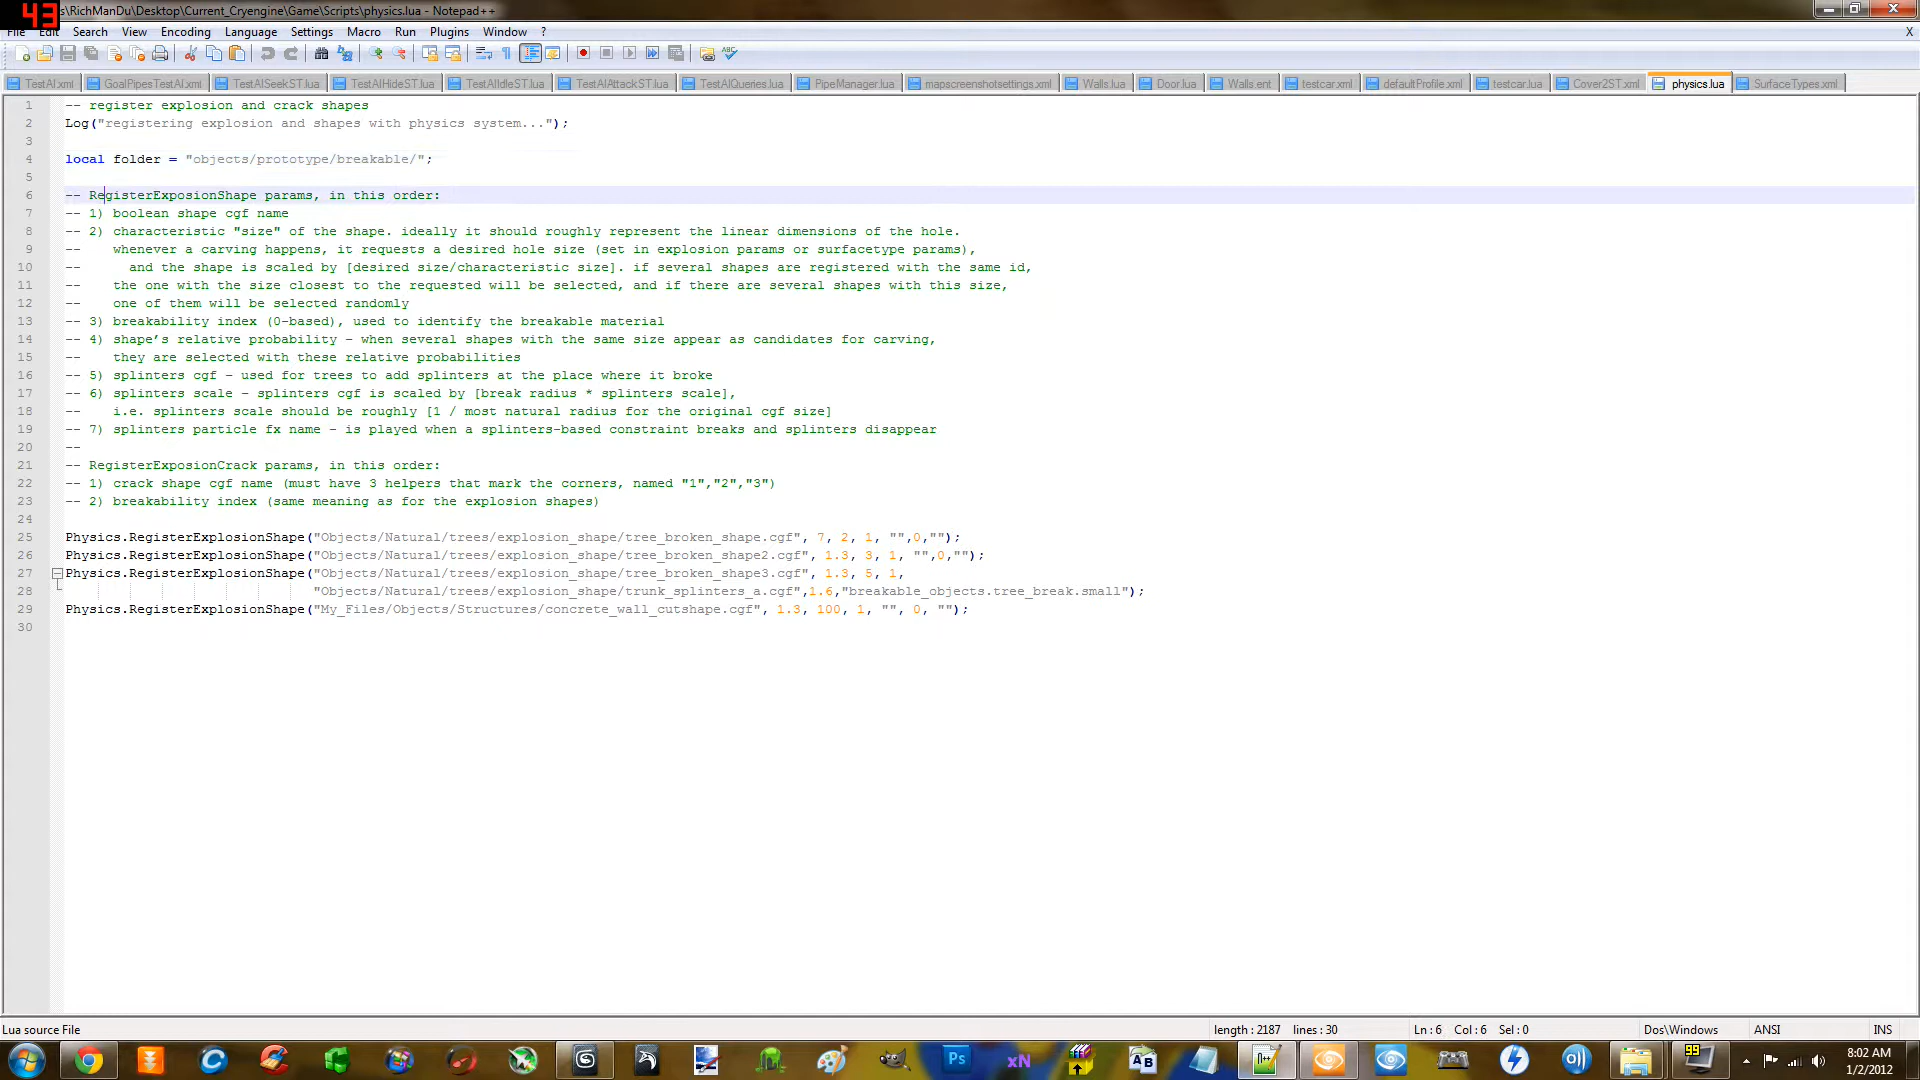 43
s\RichManDu\Desktop\Current_Cryengine\Game\Scripts\physics.lua - Notepad++
File Edit Search View Encoding Language Settings Macro Run Plugins Window ? X
TestAI.xml GoalPipesTestAI.xml TestAISeekST.lua TestAIHideST.lua TestAIIdleST.lua TestAIAttackST.lua TestAIQueries.lua PipeManager.lua mapscreenshotsettings.xml Walls.lua Door.lua Walls.ent testcar.xml defaultProfile.xml testcar.lua Cover2ST.xml physics.lua SurfaceTypes.xml
1 -- register explosion and crack shapes
2 Log("registering explosion and shapes with physics system...");
3
4 local folder = "objects/prototype/breakable/";
5
6 -- RegisterExposionShape params, in this order:
7 -- 1) boolean shape cgf name
8 -- 2) characteristic "size" of the shape. ideally it should roughly represent the linear dimensions of the hole.
9 -- whenever a carving happens, it requests a desired hole size (set in explosion params or surfacetype params),
10 -- and the shape is scaled by [desired size/characteristic size]. if several shapes are registered with the same id,
11 -- the one with the size closest to the requested will be selected, and if there are several shapes with this size,
12 -- one of them will be selected randomly
13 -- 3) breakability index (0-based), used to identify the breakable material
14 -- 4) shape's relative probability - when several shapes with the same size appear as candidates for carving,
15 -- they are selected with these relative probabilities
16 -- 5) splinters cgf - used for trees to add splinters at the place where it broke
17 -- 6) splinters scale - splinters cgf is scaled by [break radius * splinters scale],
18 -- i.e. splinters scale should be roughly [1 / most natural radius for the original cgf size]
19 -- 7) splinters particle fx name - is played when a splinters-based constraint breaks and splinters disappear
20 --
21 -- RegisterExposionCrack params, in this order:
22 -- 1) crack shape cgf name (must have 3 helpers that mark the corners, named "1","2","3")
23 -- 2) breakability index (same meaning as for the explosion shapes)
24
25 Physics.RegisterExplosionShape("Objects/Natural/trees/explosion_shape/tree_broken_shape.cgf", 7, 2, 1, "",0,"");
26 Physics.RegisterExplosionShape("Objects/Natural/trees/explosion_shape/tree_broken_shape2.cgf", 1.3, 3, 1, "",0,"");
27 Physics.RegisterExplosionShape("Objects/Natural/trees/explosion_shape/tree_broken_shape3.cgf", 1.3, 5, 1,
28 "Objects/Natural/trees/explosion_shape/trunk_splinters_a.cgf",1.6,"breakable_objects.tree_break.small");
29 Physics.RegisterExplosionShape("My_Files/Objects/Structures/concrete_wall_cutshape.cgf", 1.3, 100, 1, "", 0, "");
30
Lua source File length : 2187 lines : 30 Ln : 6 Col : 6 Sel : 0 Dos\Windows ANSI INS
Ps xN AB 99 8:02 AM
1/2/2012